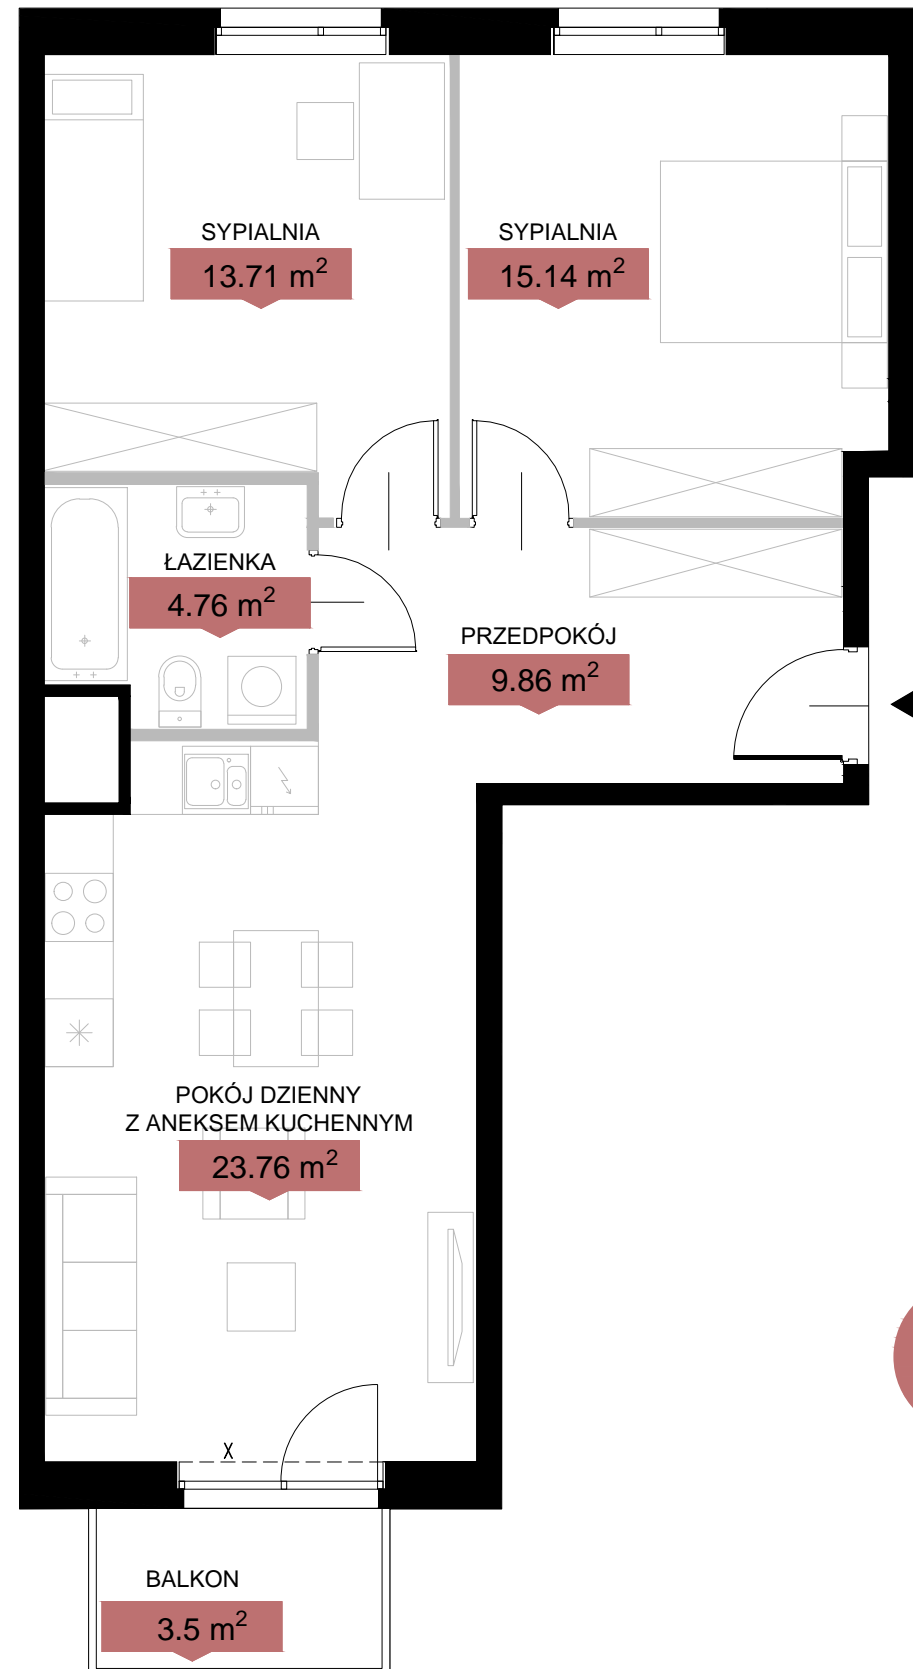 SYPIALNIA
13.71 m²
SYPIALNIA
15.14 m²
ŁAZIENKA
4.76 m²
PRZEDPOKÓJ
9.86 m²
POKÓJ DZIENNY
Z ANEKSEM KUCHENNYM
23.76 m²
X
BALKON
3.5 m²